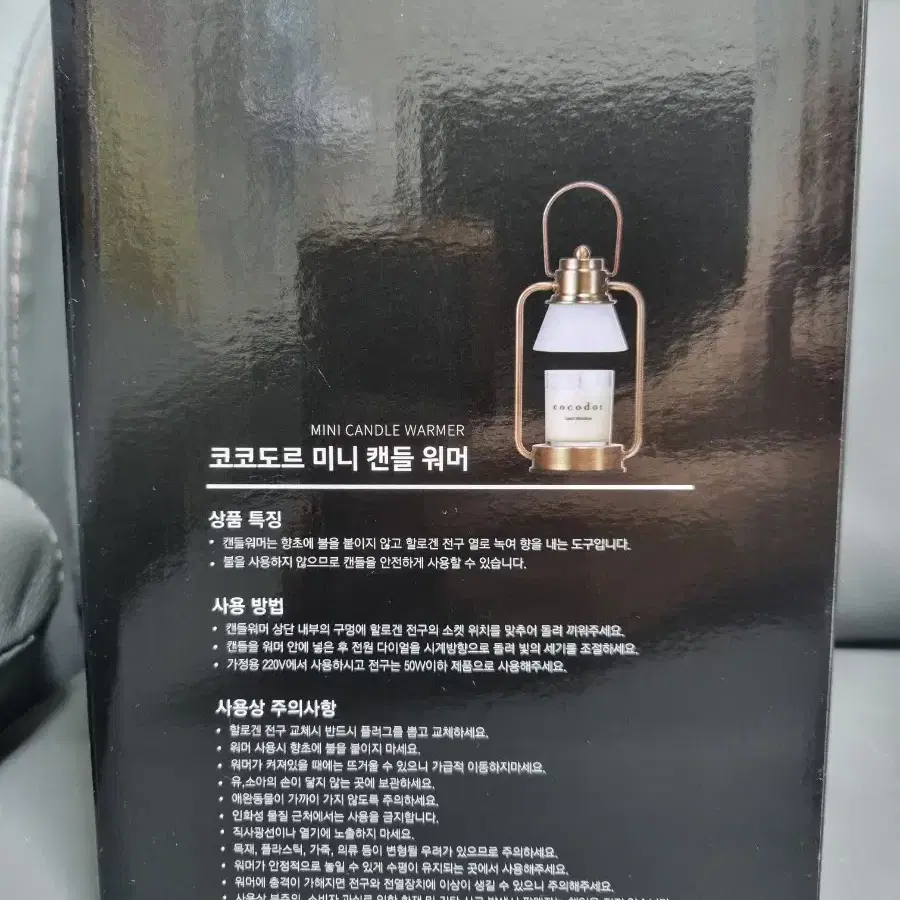 cocodor
MINI CANDLE WARMER
코코도르 미니 캔들 워머
상품 특징
• 캔들워머는 향초에 불을 붙이지 않고 할로겐 전구 열로 녹여 향을 내는 도구입니다.
• 불을 사용하지 않으므로 캔들을 안전하게 사용할 수 있습니다.
사용 방법
• 캔들워머 상단 내부의 구멍에 할로겐 전구의 소켓 위치를 맞추어 돌려 끼워주세요.
• 캔들을 워머 안에 넣은 후 전원 다이얼을 시계방향으로 돌려 빛의 세기를 조절하세요.
• 가정용 220V에서 사용하시고 전구는 50W이하 제품으로 사용해주세요.
사용상 주의사항
• 할로겐 전구 교체시 반드시 플러그를 뽑고 교체하세요.
• 워머 사용시 향초에 불을 붙이지 마세요.
• 워머가 켜져있을 때에는 뜨거울 수 있으니 가급적 이동하지마세요.
• 유,소아의 손이 닿지 않는 곳에 보관하세요.
• 애완동물이 가까이 가지 않도록 주의하세요.
• 인화성 물질 근처에서는 사용을 금지합니다.
• 직사광선이나 열기에 노출하지 마세요.
• 목재, 플라스틱, 가죽, 의류 등이 변형될 우려가 있으므로 주의하세요.
• 워머가 안정적으로 놓일 수 있게 수평이 유지되는 곳에서 사용해주세요.
• 워머에 충격이 가해지면 전구와 전열장치에 이상이 생길 수 있으니 주의해주세요.